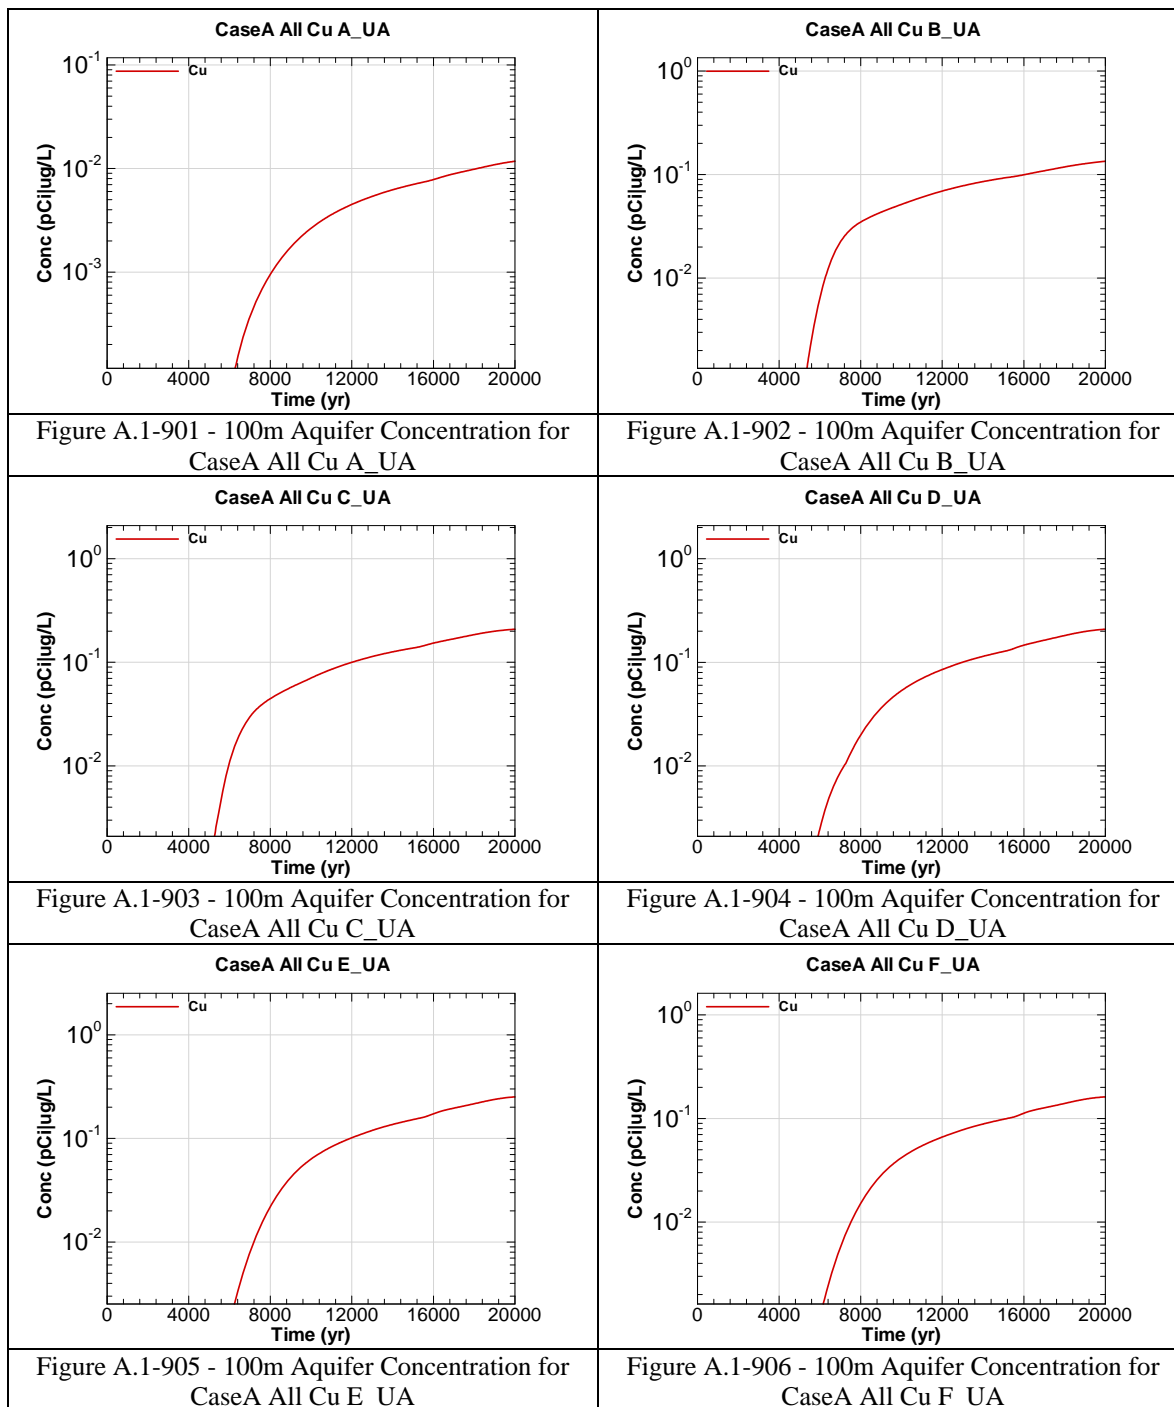 CaseA All Cu A_UA
Cu
Conc (pCi|ug/L)
10-1
10-2
10-3
0 4000 8000 12000 16000 20000
Time (yr)
Figure A.1-901 - 100m Aquifer Concentration for
CaseA All Cu A_UA
CaseA All Cu B_UA
Cu
Conc (pCi|ug/L)
100
10-1
10-2
0 4000 8000 12000 16000 20000
Time (yr)
Figure A.1-902 - 100m Aquifer Concentration for
CaseA All Cu B_UA
CaseA All Cu C_UA
Cu
Conc (pCi|ug/L)
100
10-1
10-2
0 4000 8000 12000 16000 20000
Time (yr)
Figure A.1-903 - 100m Aquifer Concentration for
CaseA All Cu C_UA
CaseA All Cu D_UA
Cu
Conc (pCi|ug/L)
100
10-1
10-2
0 4000 8000 12000 16000 20000
Time (yr)
Figure A.1-904 - 100m Aquifer Concentration for
CaseA All Cu D_UA
CaseA All Cu E_UA
Cu
Conc (pCi|ug/L)
100
10-1
10-2
0 4000 8000 12000 16000 20000
Time (yr)
Figure A.1-905 - 100m Aquifer Concentration for
CaseA All Cu E_UA
CaseA All Cu F_UA
Cu
Conc (pCi|ug/L)
100
10-1
10-2
0 4000 8000 12000 16000 20000
Time (yr)
Figure A.1-906 - 100m Aquifer Concentration for
CaseA All Cu F_UA